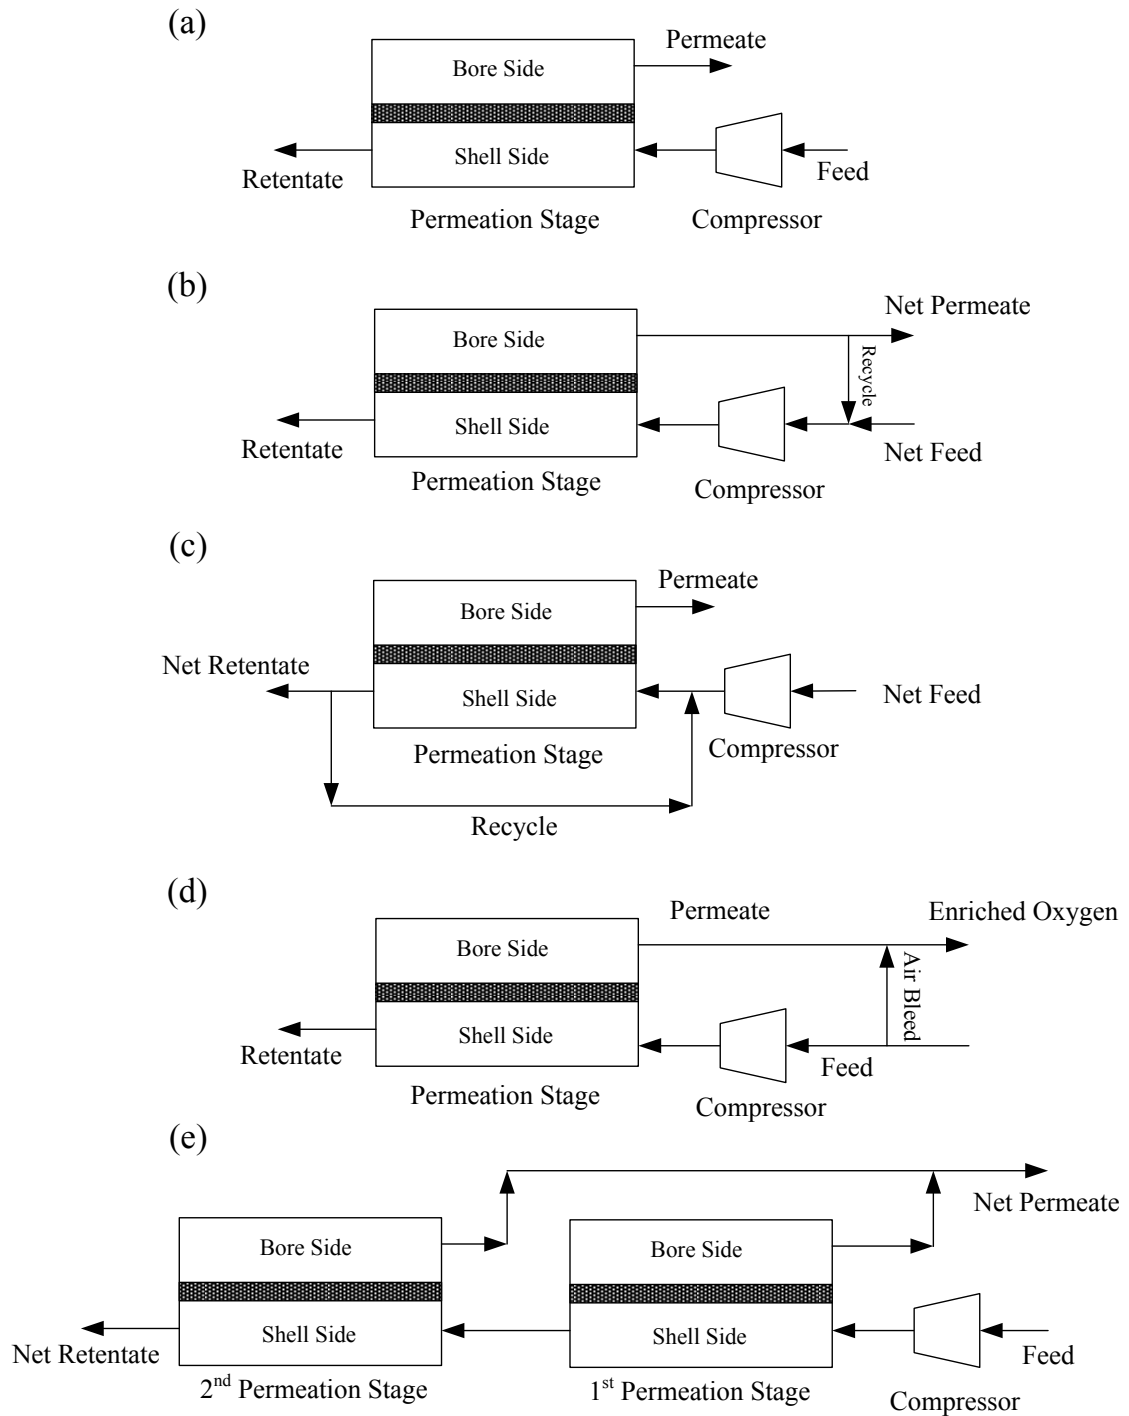 (a)
Permeate
Bore Side
Shell Side
Retentate
Feed
Permeation Stage
Compressor
(b)
Net Permeate
Bore Side
Recycle
Shell Side
Retentate
Net Feed
Permeation Stage
Compressor
(c)
Permeate
Bore Side
Net Retentate
Shell Side
Net Feed
Permeation Stage
Compressor
Recycle
(d)
Permeate
Enriched Oxygen
Bore Side
Air Bleed
Shell Side
Retentate
Feed
Permeation Stage
Compressor
(e)
Net Permeate
Bore Side
Bore Side
Shell Side
Shell Side
Net Retentate
Feed
2nd Permeation Stage
1st Permeation Stage
Compressor